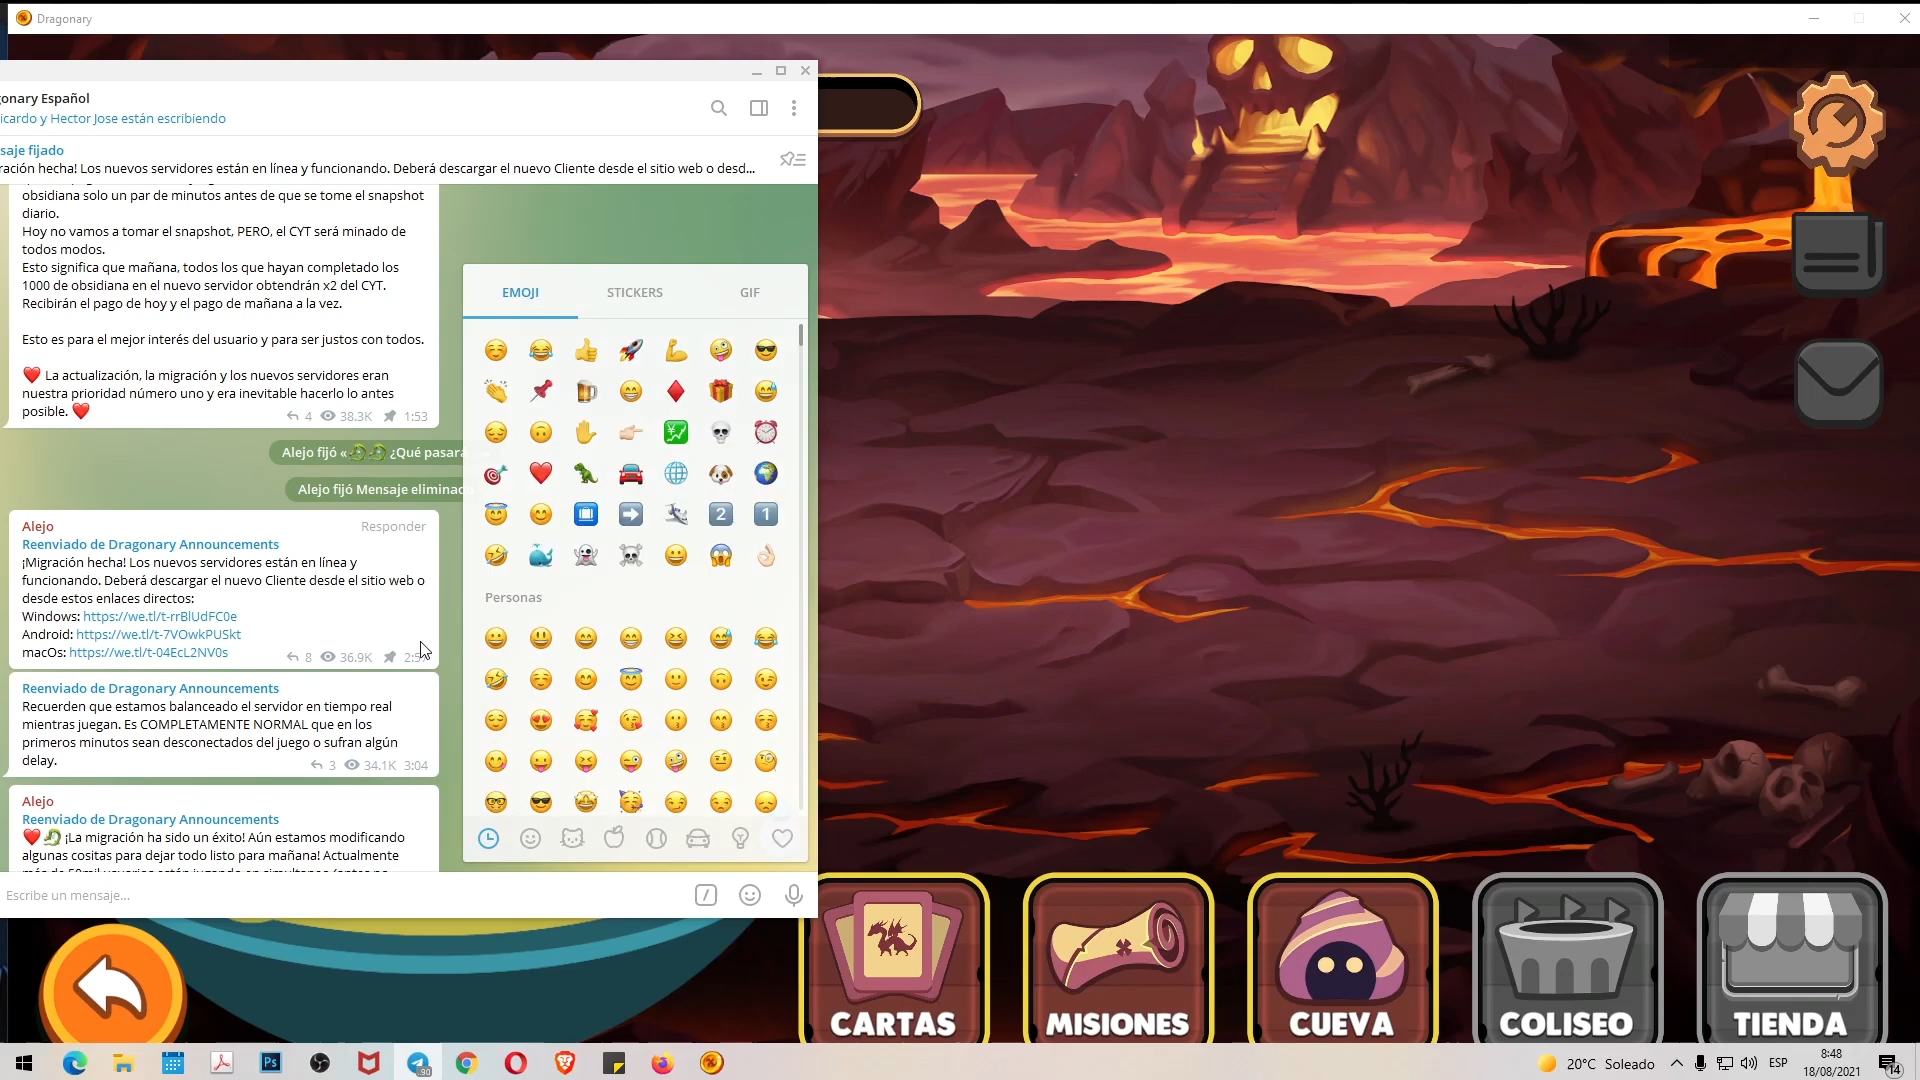 Dragonary
onary Español
icardo y Hector Jose están escribiendo
saje fijado
ración hecha! Los nuevos servidores están en línea y funcionando. Deberá descargar el nuevo Cliente desde el sitio web o desd...
obsidiana solo un par de minutos antes de que se tome el snapshot
diario.
Hoy no vamos a tomar el snapshot, PERO, el CYT será minado de
todos modos.
Esto significa que mañana, todos los que hayan completado los
1000 de obsidiana en el nuevo servidor obtendrán x2 del CYT.
Recibirán el pago de hoy y el pago de mañana a la vez.
Esto es para el mejor interés del usuario y para ser justos con todos.
❤️ La actualización, la migración y los nuevos servidores eran
nuestra prioridad número uno y era inevitable hacerlo lo antes
posible. ❤️
4 38.3K 1:53
Alejo fijó «🐉🐉 ¿Qué pasara
Alejo fijó Mensaje eliminado
Alejo
Responder
Reenviado de Dragonary Announcements
¡Migración hecha! Los nuevos servidores están en línea y
funcionando. Deberá descargar el nuevo Cliente desde el sitio web o
desde estos enlaces directos:
Windows: https://we.tl/t-rrBlUdFC0e
Android: https://we.tl/t-7VOwkPUSkt
macOs: https://we.tl/t-04EcL2NV0s
8 36.9K
Reenviado de Dragonary Announcements
Recuerden que estamos balanceado el servidor en tiempo real
mientras juegan. Es COMPLETAMENTE NORMAL que en los
primeros minutos sean desconectados del juego o sufran algún
delay.
3 34.1K 3:04
Alejo
Reenviado de Dragonary Announcements
❤️🐉 ¡La migración ha sido un éxito! Aún estamos modificando
algunas cositas para dejar todo listo para mañana! Actualmente
Escribe un mensaje...
EMOJI STICKERS GIF
2 1
Personas
CARTAS
MISIONES
CUEVA
COLISEO
TIENDA
Ps
90
20°C Soleado
ESP
8:48
18/08/2021
14